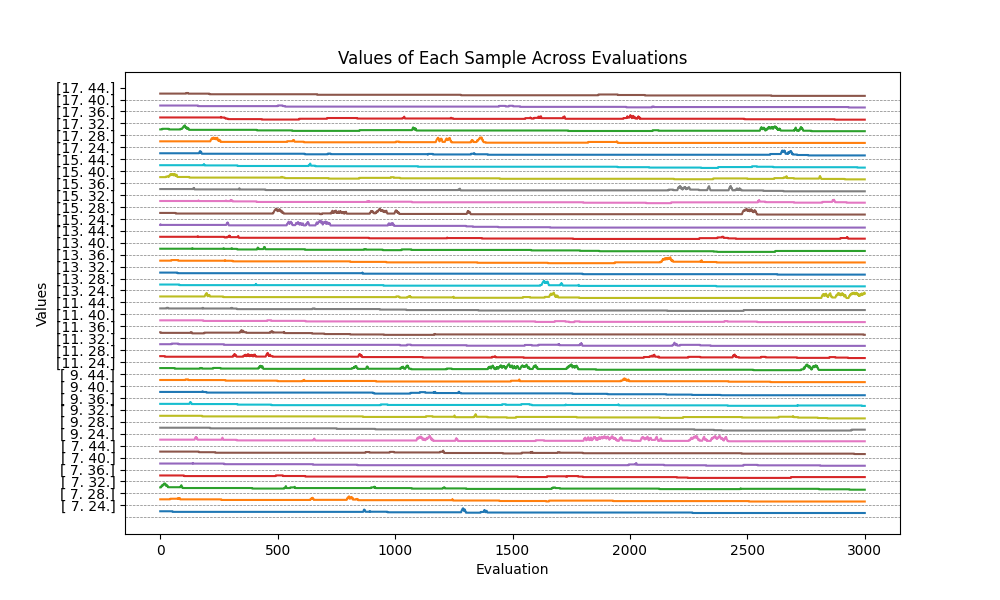 Values of Each Sample Across Evaluations
[17. 44.]
[17. 40.]
[17. 36.]
[17. 32.]
[17. 28.]
[17. 24.]
[15. 44.]
[15. 40.]
[15. 36.]
[15. 32.]
[15. 28.]
[15. 24.]
[13. 44.]
[13. 40.]
[13. 36.]
[13. 32.]
[13. 28.]
[13. 24.]
[11. 44.]
[11. 40.]
[11. 36.]
[11. 32.]
[11. 28.]
[11. 24.]
[ 9. 44.]
[ 9. 40.]
[ 9. 36.]
[ 9. 32.]
[ 9. 28.]
[ 9. 24.]
[ 7. 44.]
[ 7. 40.]
[ 7. 36.]
[ 7. 32.]
[ 7. 28.]
[ 7. 24.]
Values
0 500 1000 1500 2000 2500 3000
Evaluation